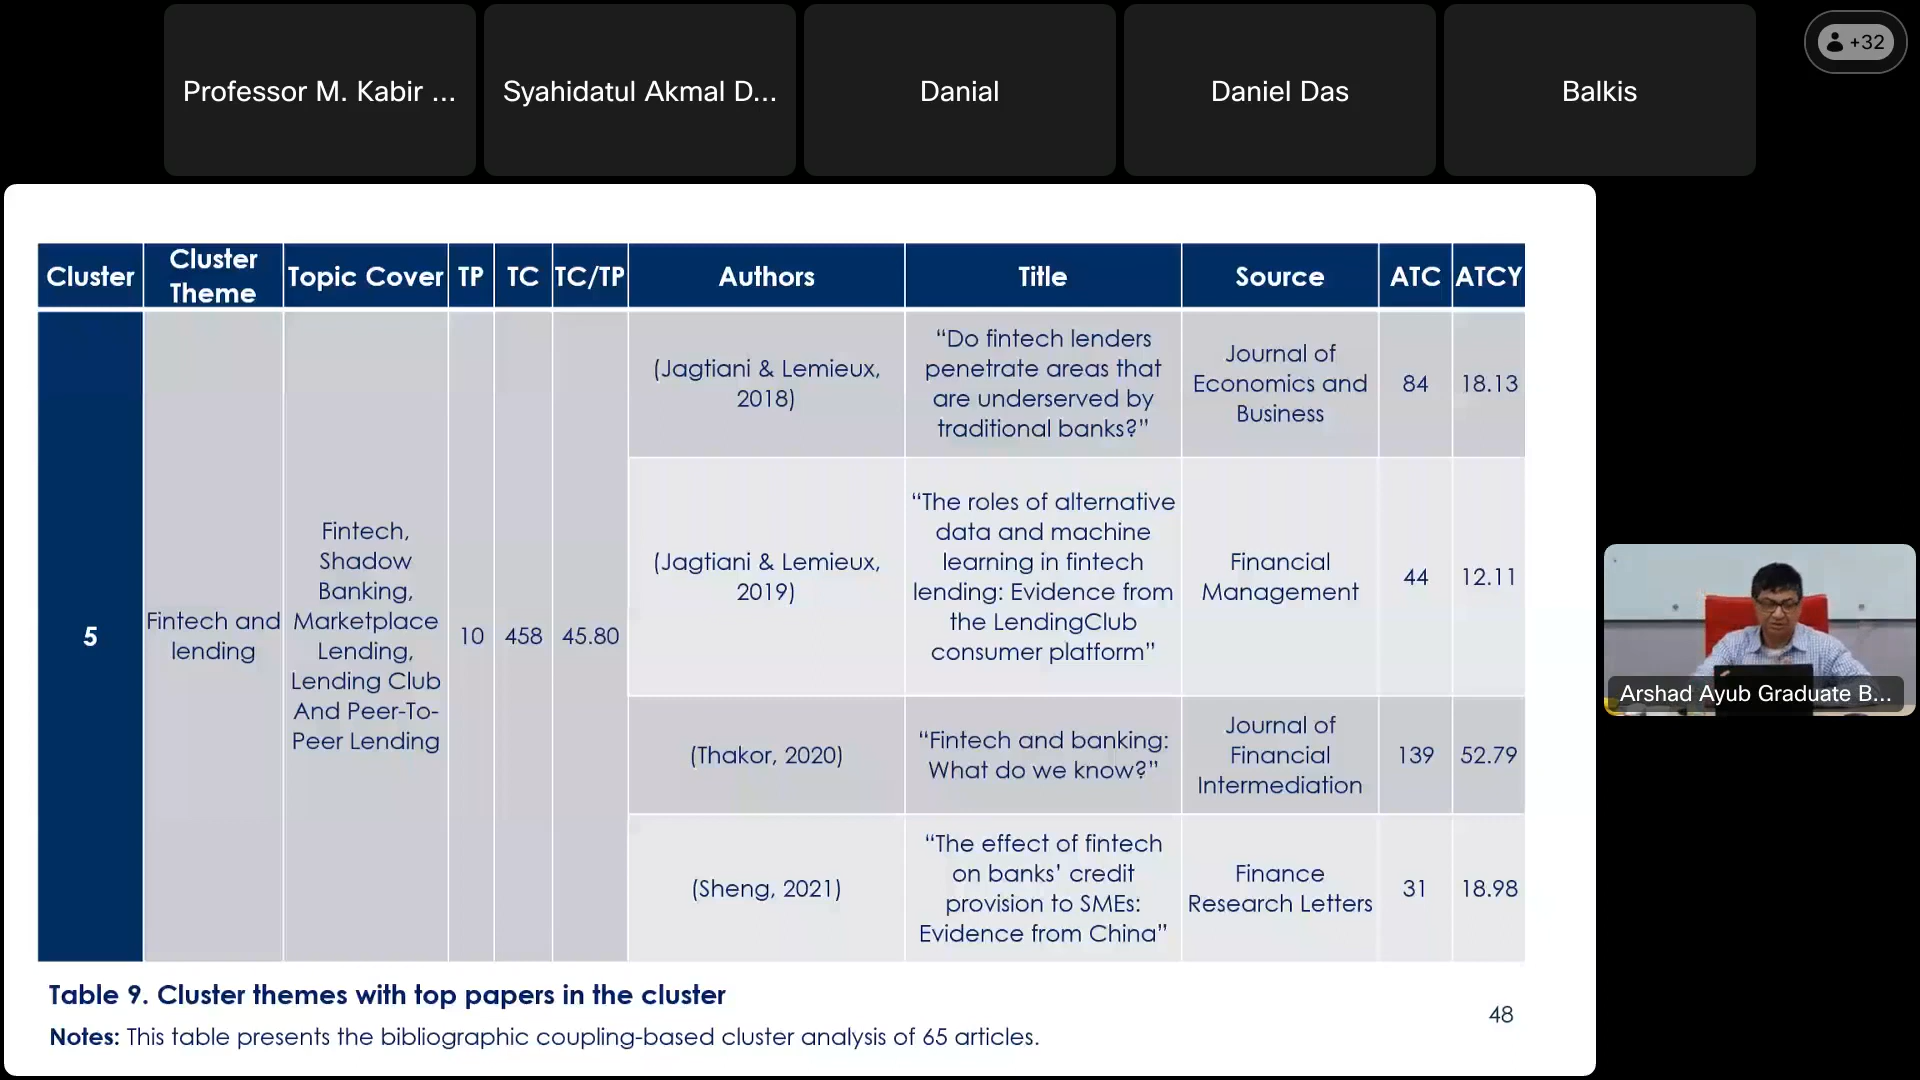 Professor M. Kabir ...
Syahidatul Akmal D...
Danial
Daniel Das
Balkis
+32
Cluster
Cluster
Theme
Topic Cover
TP
TC
TC/TP
Authors
Title
Source
ATC
ATCY
5
Fintech and
lending
Fintech,
Shadow
Banking,
Marketplace
Lending,
Lending Club
And Peer-To-
Peer Lending
10
458
45.80
(Jagtiani & Lemieux,
2018)
“Do fintech lenders
penetrate areas that
are underserved by
traditional banks?”
Journal of
Economics and
Business
84
18.13
(Jagtiani & Lemieux,
2019)
“The roles of alternative
data and machine
learning in fintech
lending: Evidence from
the LendingClub
consumer platform”
Financial
Management
44
12.11
(Thakor, 2020)
“Fintech and banking:
What do we know?”
Journal of
Financial
Intermediation
139
52.79
(Sheng, 2021)
“The effect of fintech
on banks’ credit
provision to SMEs:
Evidence from China”
Finance
Research Letters
31
18.98
Table 9. Cluster themes with top papers in the cluster
Notes: This table presents the bibliographic coupling-based cluster analysis of 65 articles.
48
Arshad Ayub Graduate B...